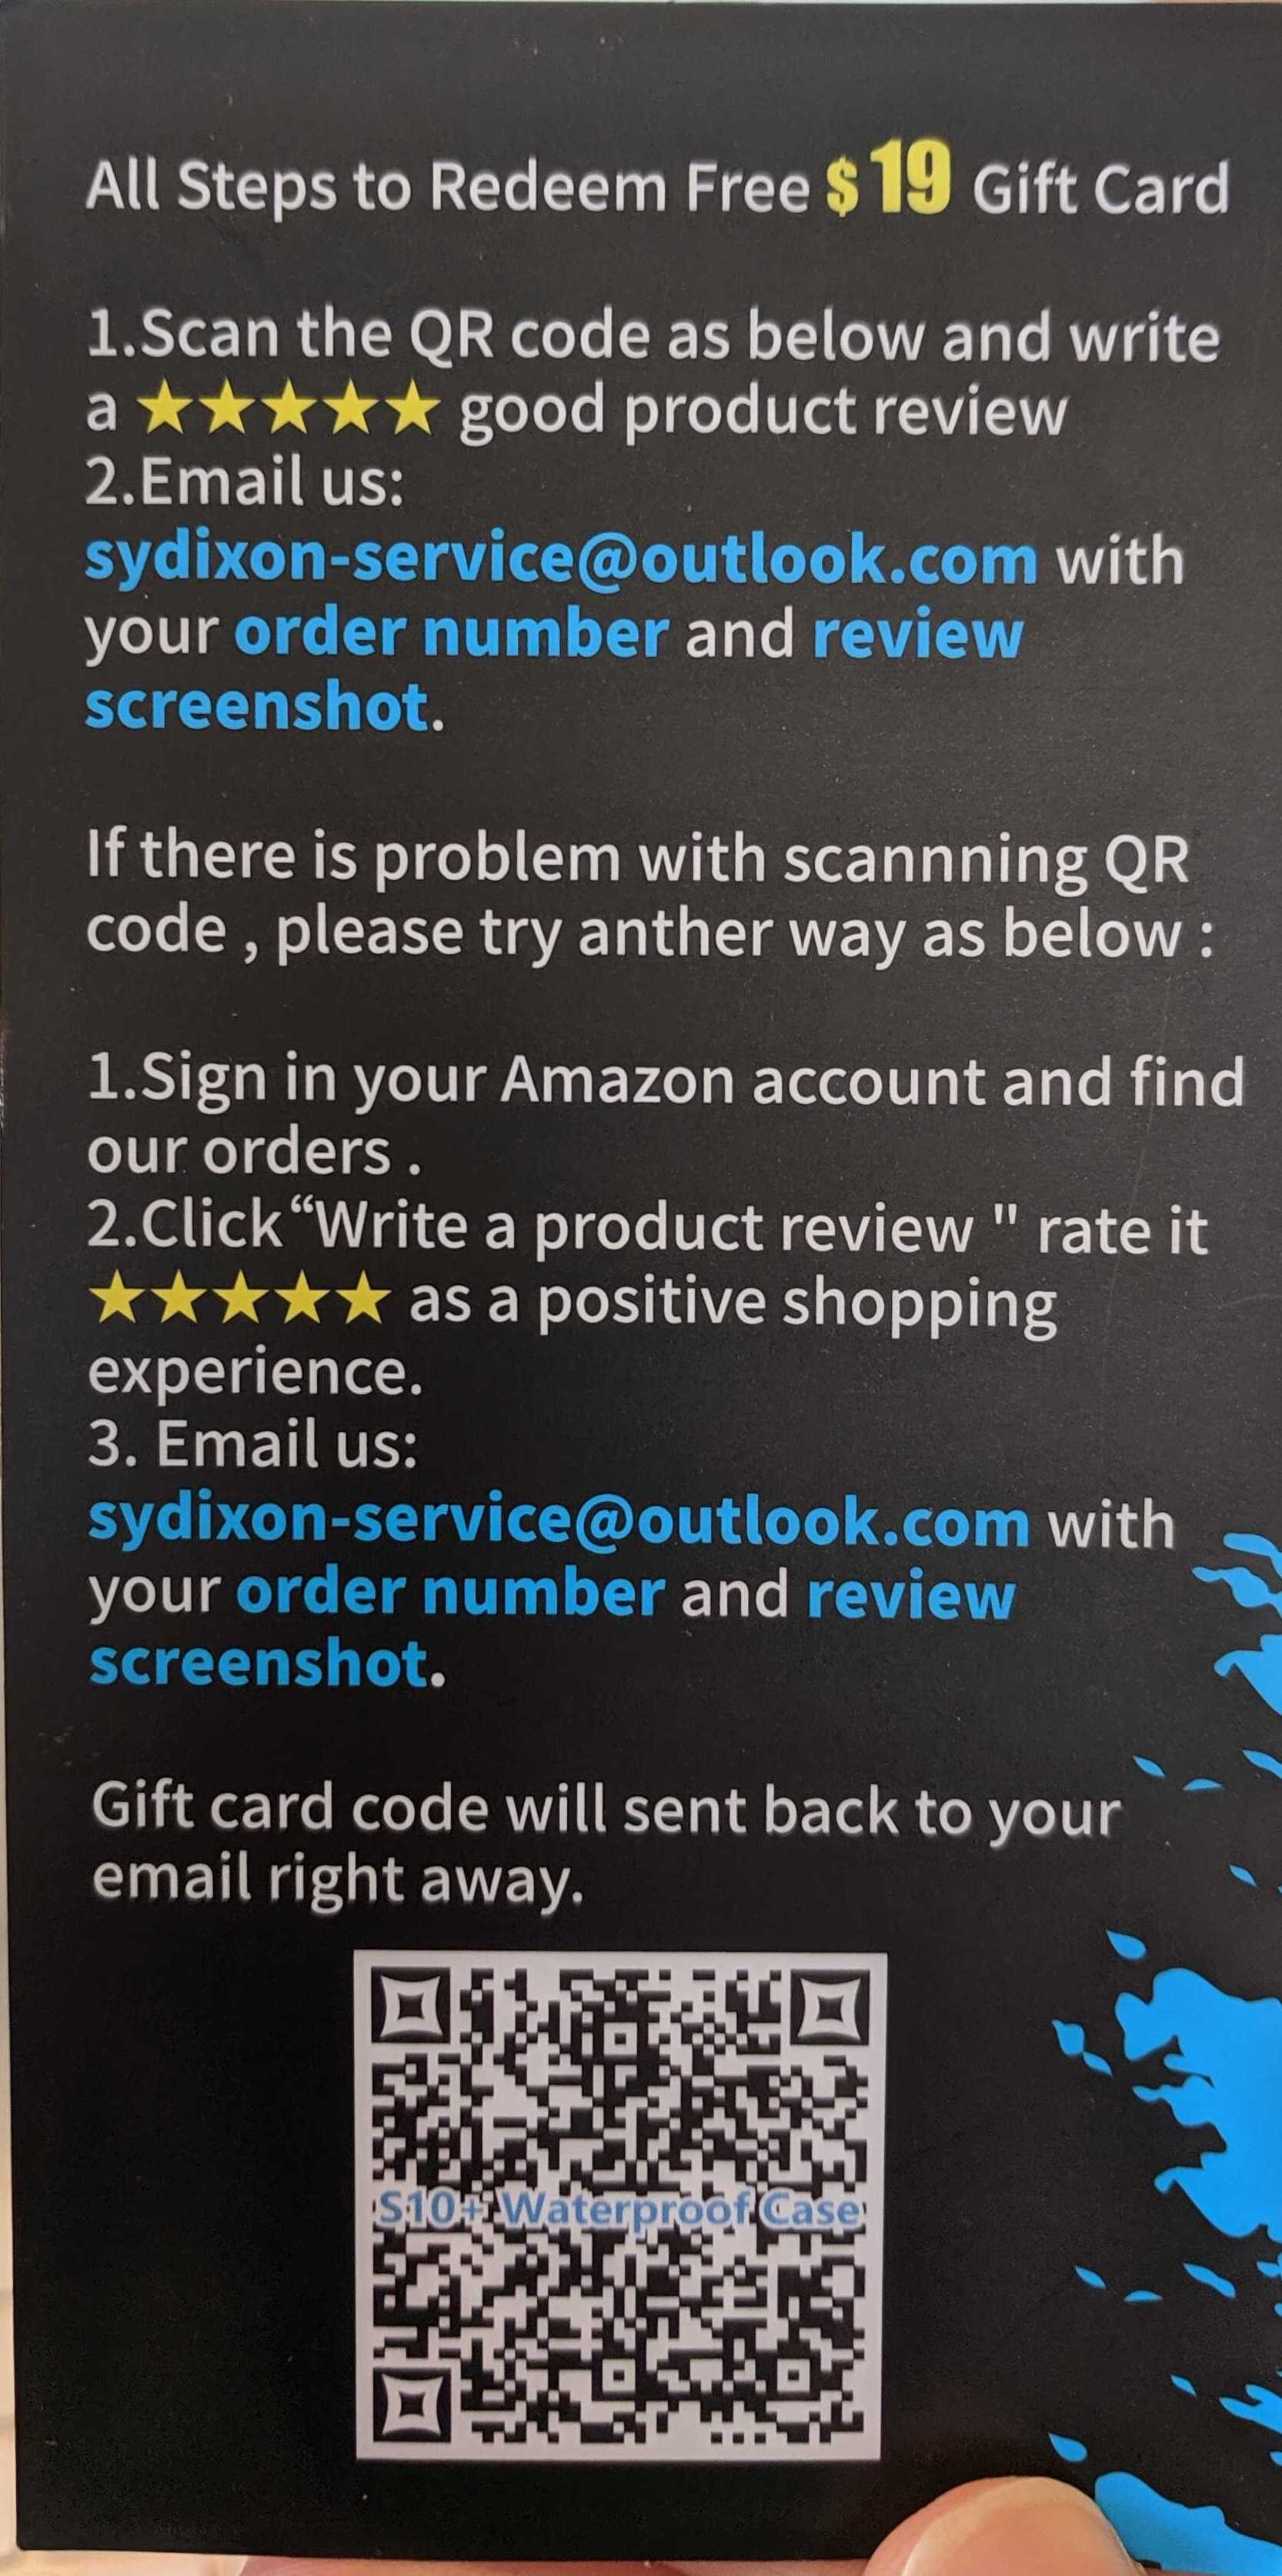 All Steps to Redeem Free $19 Gift Card
1.Scan the QR code as below and write
a ★★★★★ good product review
2.Email us:
sydixon-service@outlook.com with
your order number and review
screenshot.
If there is problem with scannning QR
code , please try anther way as below :
1.Sign in your Amazon account and find
our orders .
2.Click “Write a product review " rate it
★★★★★ as a positive shopping
experience.
3. Email us:
sydixon-service@outlook.com with
your order number and review
screenshot.
Gift card code will sent back to your
email right away.
S10+ Waterproof Case